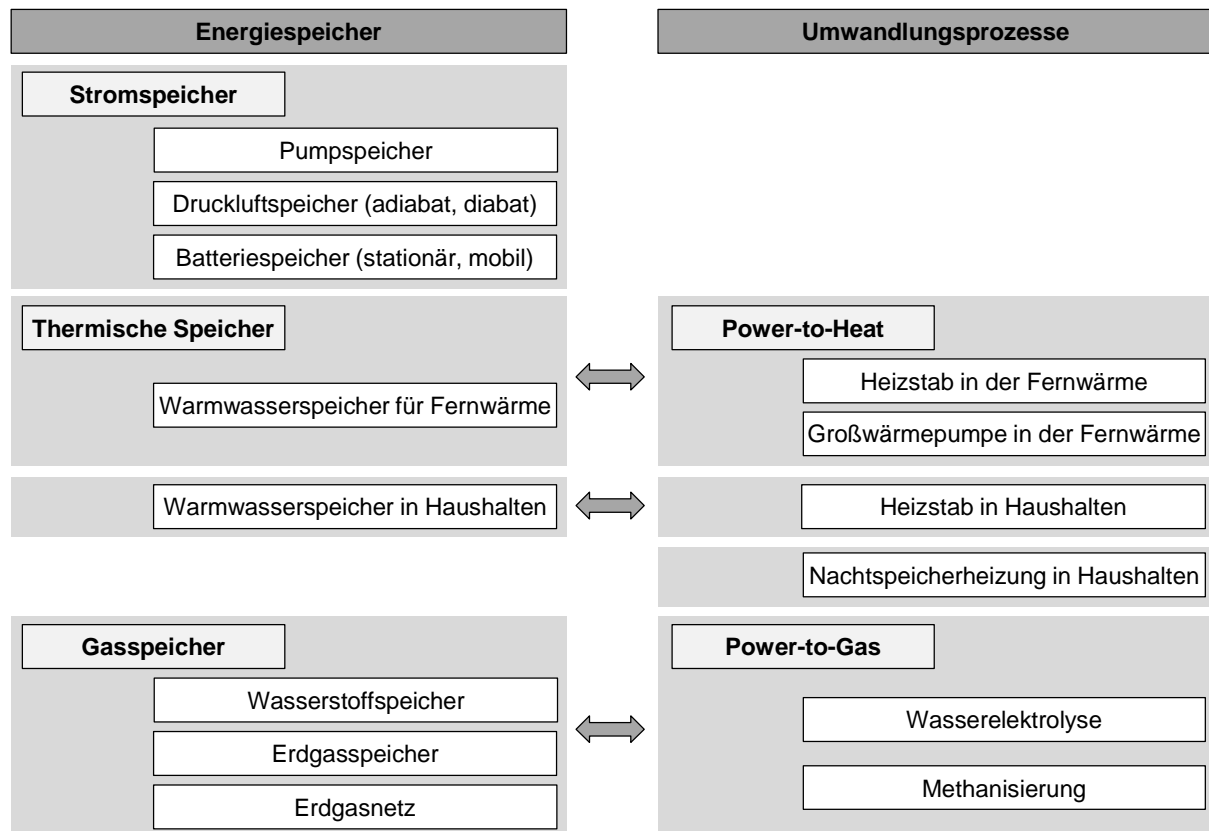 Energiespeicher
Umwandlungsprozesse
Stromspeicher
Pumpspeicher
Druckluftspeicher (adiabat, diabat)
Batteriespeicher (stationär, mobil)
Thermische Speicher
Power-to-Heat
Warmwasserspeicher für Fernwärme
Heizstab in der Fernwärme
Großwärmepumpe in der Fernwärme
Warmwasserspeicher in Haushalten
Heizstab in Haushalten
Nachtspeicherheizung in Haushalten
Gasspeicher
Power-to-Gas
Wasserstoffspeicher
Erdgasspeicher
Erdgasnetz
Wasserelektrolyse
Methanisierung